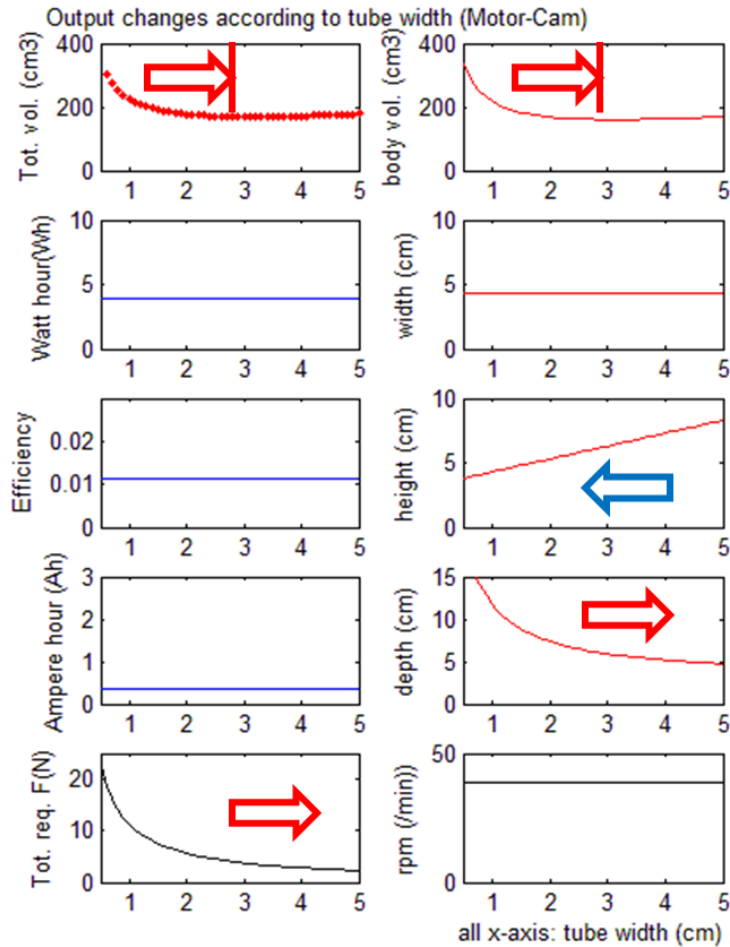 Output changes according to tube width (Motor-Cam)
Tot. vol. (cm3)
400
200
0
1 2 3 4 5
body vol. (cm3)
400
200
0
1 2 3 4 5
Watt hour(Wh)
10
5
0
1 2 3 4 5
width (cm)
10
5
0
1 2 3 4 5
Efficiency
0.02
0.01
0
1 2 3 4 5
height (cm)
10
5
0
1 2 3 4 5
Ampere hour (Ah)
3
2
1
0
1 2 3 4 5
depth (cm)
15
10
5
0
1 2 3 4 5
Tot. req. F(N)
20
10
0
1 2 3 4 5
rpm (/min))
50
0
1 2 3 4 5
all x-axis: tube width (cm)